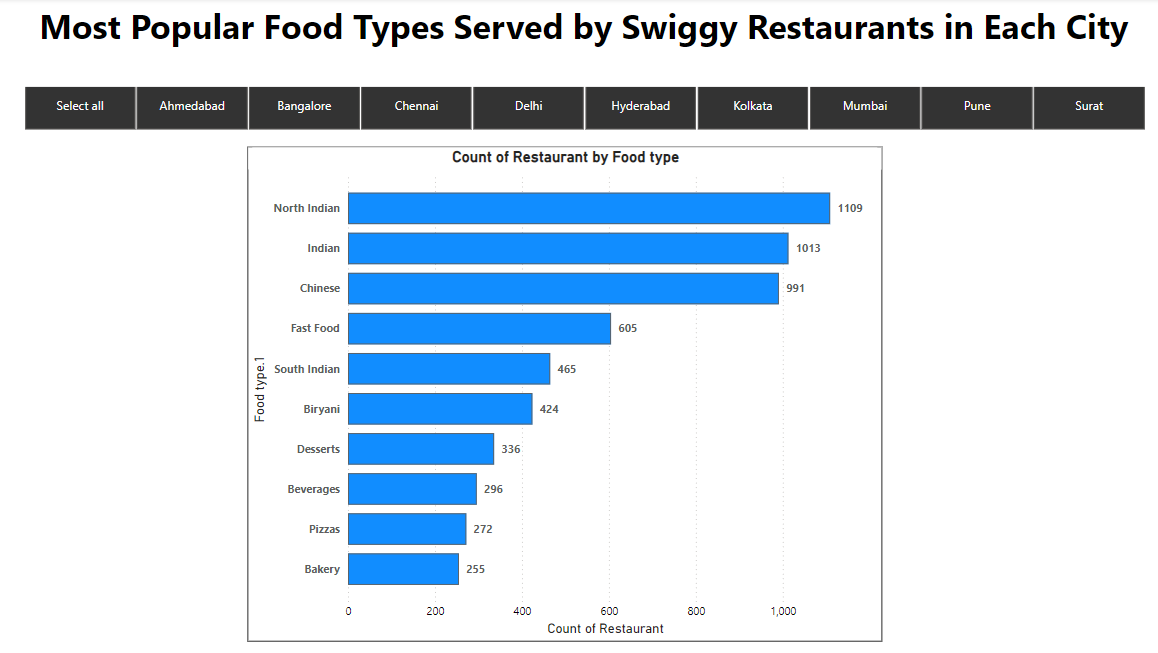 Most Popular Food Types Served by Swiggy Restaurants in Each City
Select all Ahmedabad Bangalore Chennai Delhi Hyderabad Kolkata Mumbai Pune Surat
Count of Restaurant by Food type
North Indian 1109
Indian 1013
Chinese 991
Fast Food 605
South Indian 465
Biryani 424
Desserts 336
Beverages 296
Pizzas 272
Bakery 255
Food type.1
0 200 400 600 800 1,000
Count of Restaurant